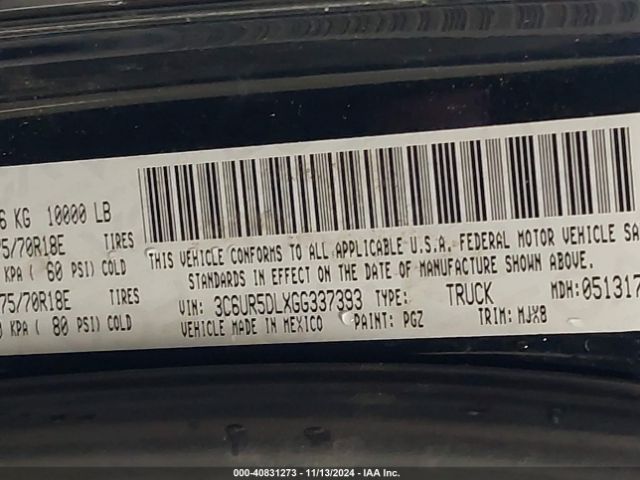 6 KG 10000 LB
75/70R18E TIRES
KPA ( 60 PSI) COLD
75/70R18E TIRES
KPA ( 80 PSI) COLD
THIS VEHICLE CONFORMS TO ALL APPLICABLE U.S.A. FEDERAL MOTOR VEHICLE SA
STANDARDS IN EFFECT ON THE DATE OF MANUFACTURE SHOWN ABOVE.
VIN: 3C6UR5DLXGG337393 TYPE: TRUCK MDH: 051317
VEHICLE MADE IN MEXICO PAINT: PGZ TRIM: MJX8
000-40831273 - 11/13/2024 - IAA Inc.